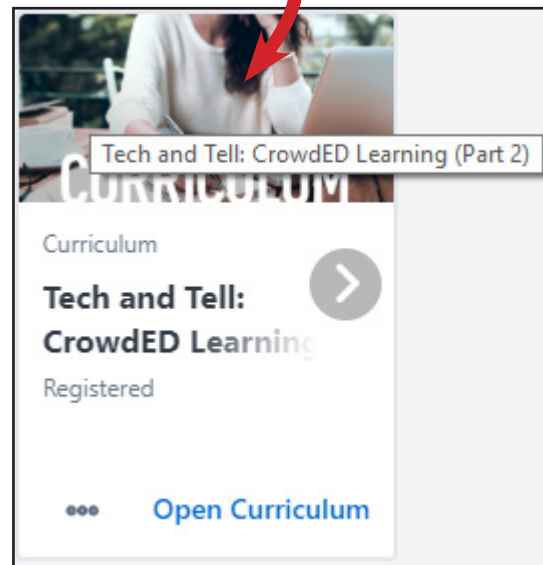 Tech and Tell: CrowdED Learning (Part 2)
CURRICULUM
Curriculum
Tech and Tell:
CrowdED Learning
Registered
Open Curriculum